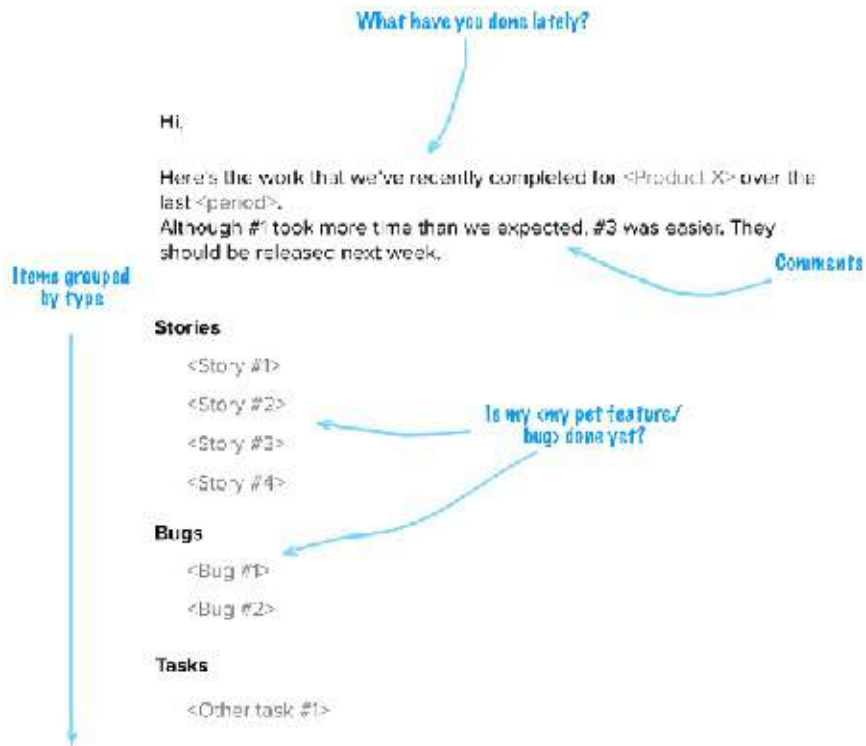 What have you done lately?
Hi,
Here's the work that we've recently completed for <Product X> over the
last <period>.
Although #1 took more time than we expected, #3 was easier. They
should be released next week.
Comments
Items grouped
by type
Stories
<Story #1>
<Story #2>
<Story #3>
<Story #4>
Is my <my pet feature/
bug> done yet?
Bugs
<Bug #1>
<Bug #2>
Tasks
<Other task #1>